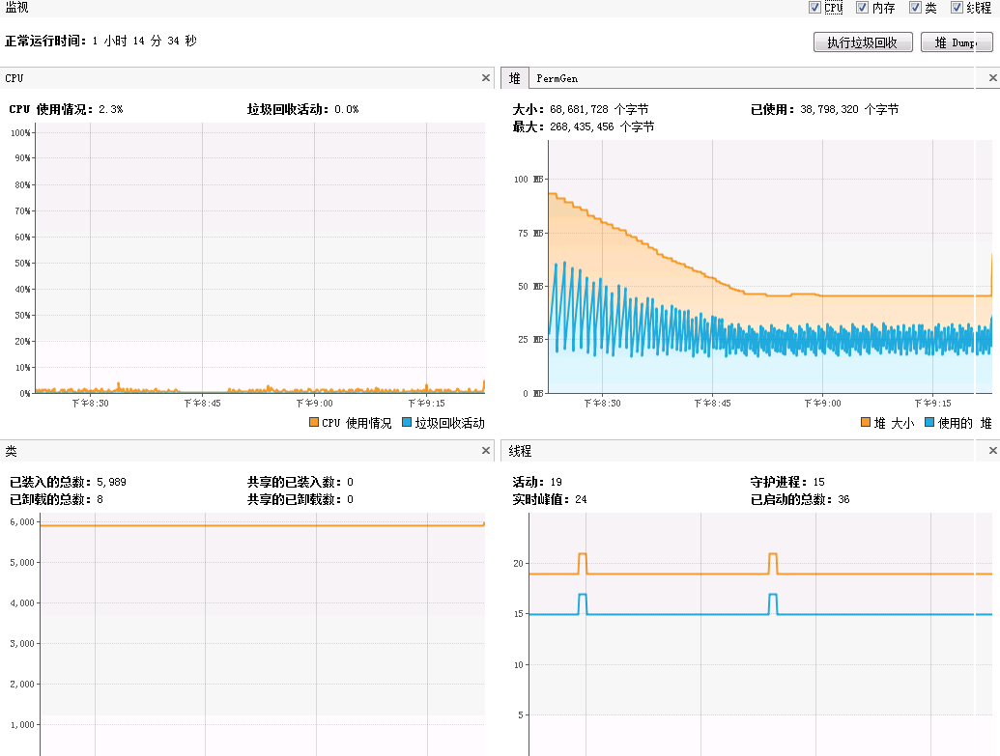 监视
CPU 内存 类 线程
正常运行时间：1 小时 14 分 34 秒
执行垃圾回收 堆 Dump
CPU
CPU 使用情况：2.3% 垃圾回收活动：0.0%
100%
90%
80%
70%
60%
50%
40%
30%
20%
10%
0%
下午8:30 下午8:45 下午9:00 下午9:15
CPU 使用情况 垃圾回收活动
堆 PermGen
大小：68,681,728 个字节 已使用：38,798,320 个字节
最大：268,435,456 个字节
100 MB
75 MB
50 MB
25 MB
0 MB
下午8:30 下午8:45 下午9:00 下午9:15
堆 大小 使用的 堆
类
已装入的总数：5,989 共享的已装入数：0
已卸载的总数：8 共享的已卸载数：0
6,000
5,000
4,000
3,000
2,000
1,000
线程
活动：19 守护进程：15
实时峰值：24 已启动的总数：36
20
15
10
5